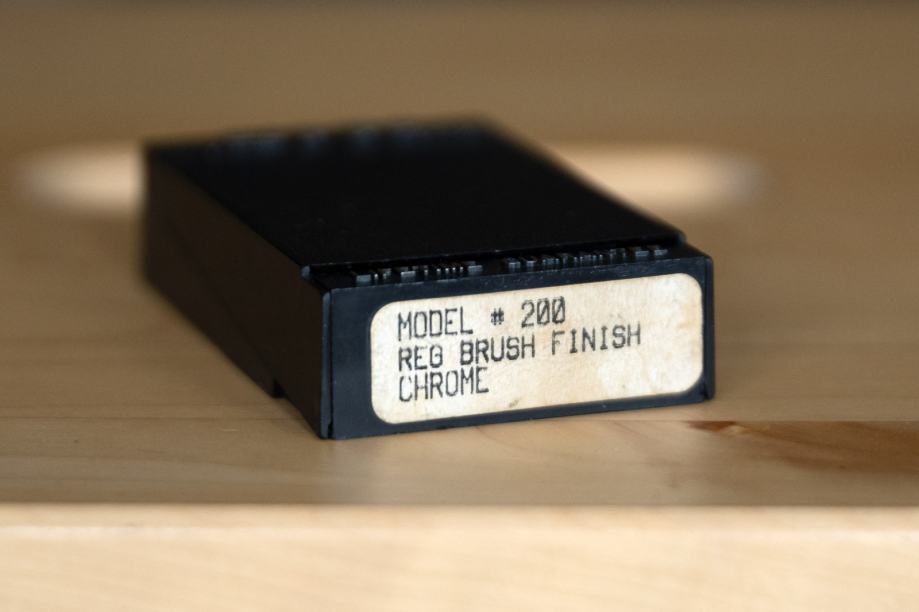 MODEL # 200
REG BRUSH FINISH
CHROME